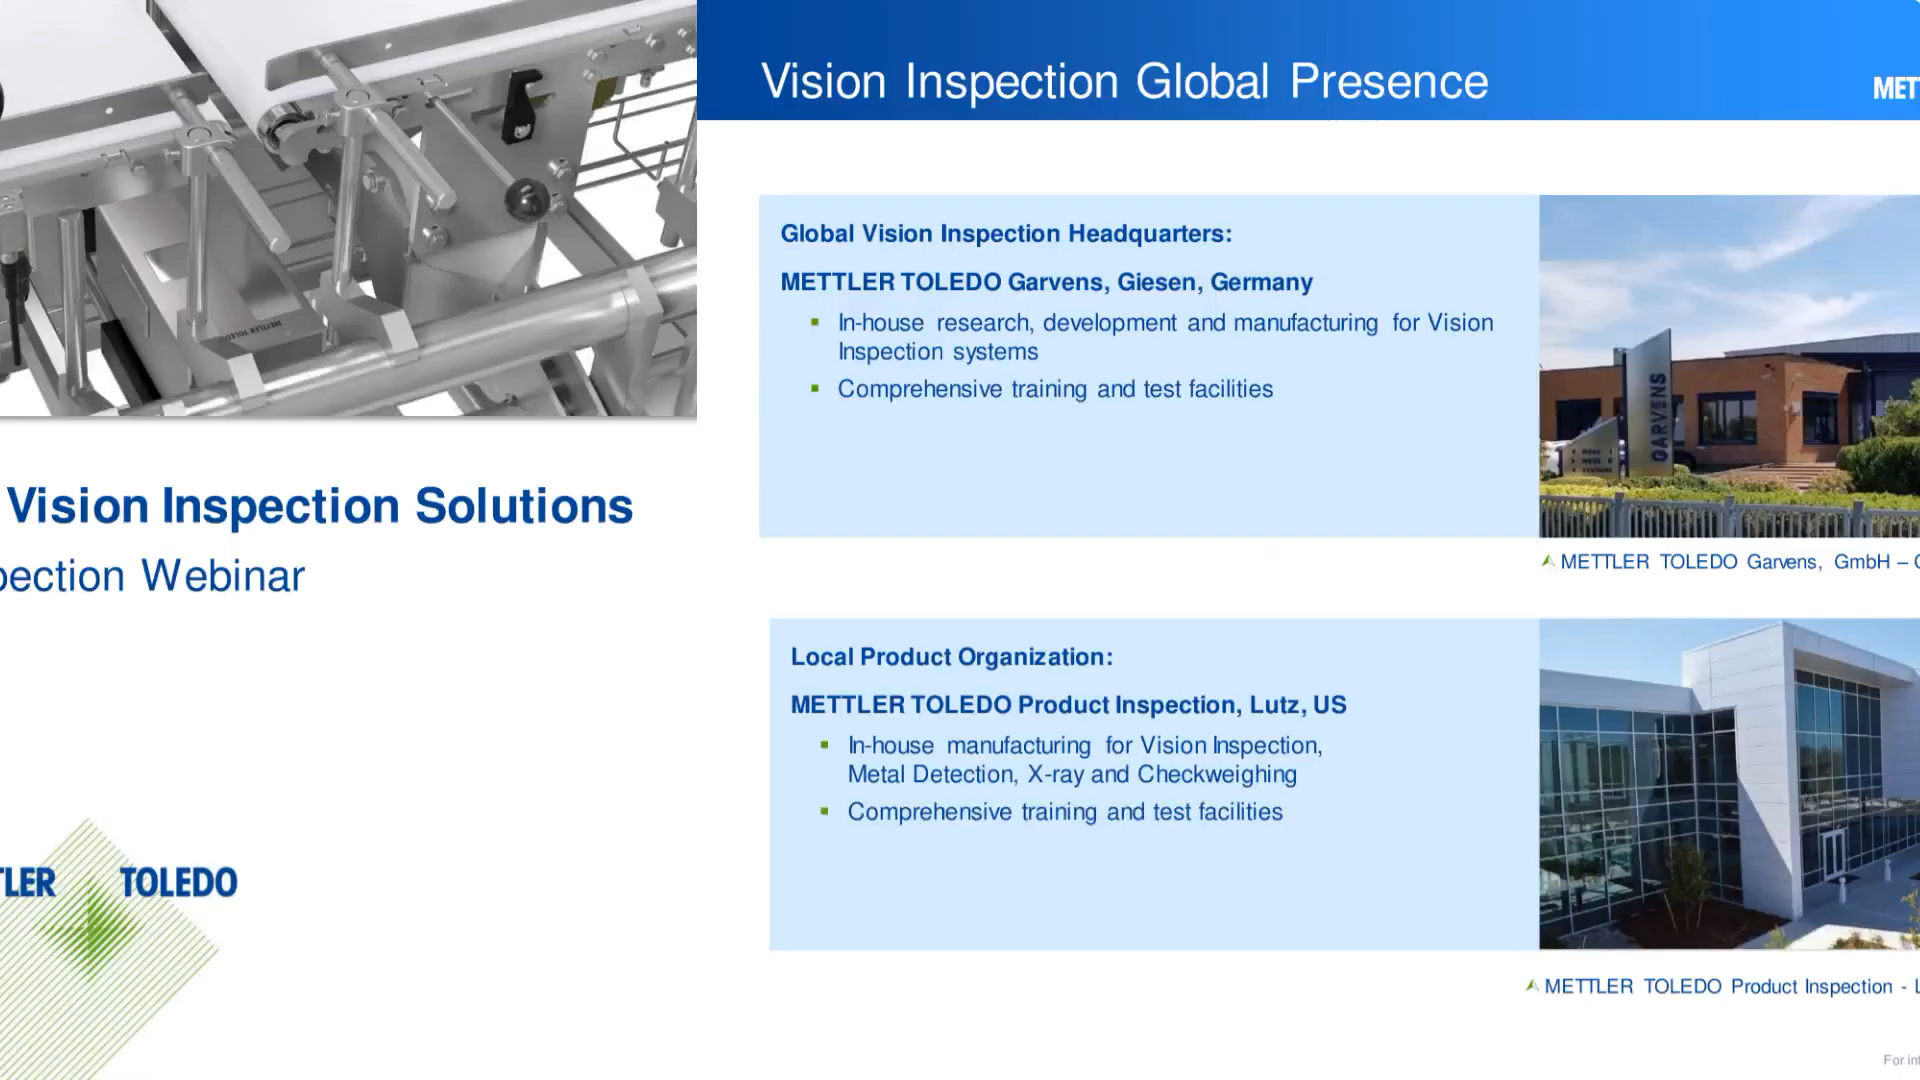 METTLER TOLEDO
Vision Inspection Solutions
Webinar
TOLEDO
Vision Inspection Global Presence
Global Vision Inspection Headquarters:
METTLER TOLEDO Garvens, Giesen, Germany
In-house research, development and manufacturing for Vision
Inspection systems
Comprehensive training and test facilities
GARVENS
METTLER TOLEDO Garvens, GmbH –
Local Product Organization:
METTLER TOLEDO Product Inspection, Lutz, US
In-house manufacturing for Vision Inspection,
Metal Detection, X-ray and Checkweighing
Comprehensive training and test facilities
METTLER TOLEDO Product Inspection -
For